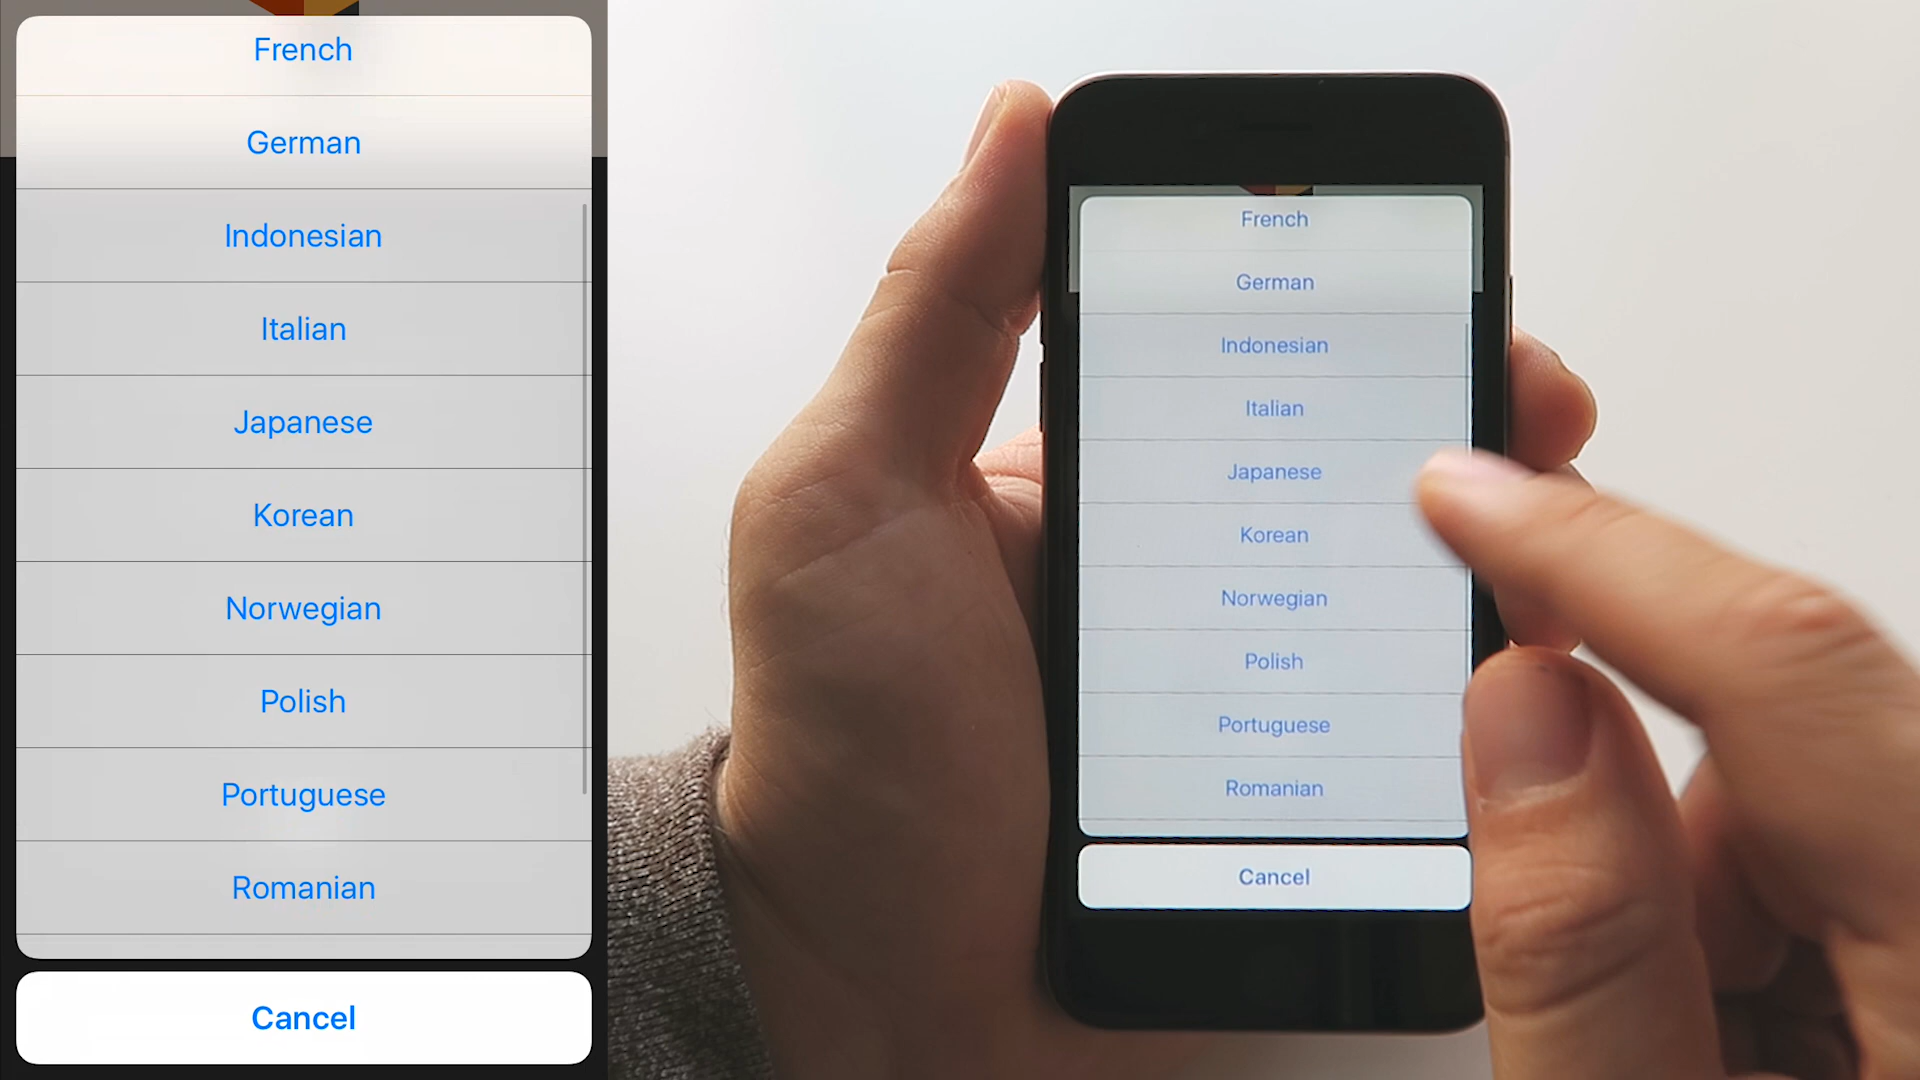 French
German
Indonesian
Italian
Japanese
Korean
Norwegian
Polish
Portuguese
Romanian
Cancel
French
German
Indonesian
Italian
Japanese
Korean
Norwegian
Polish
Portuguese
Romanian
Cancel